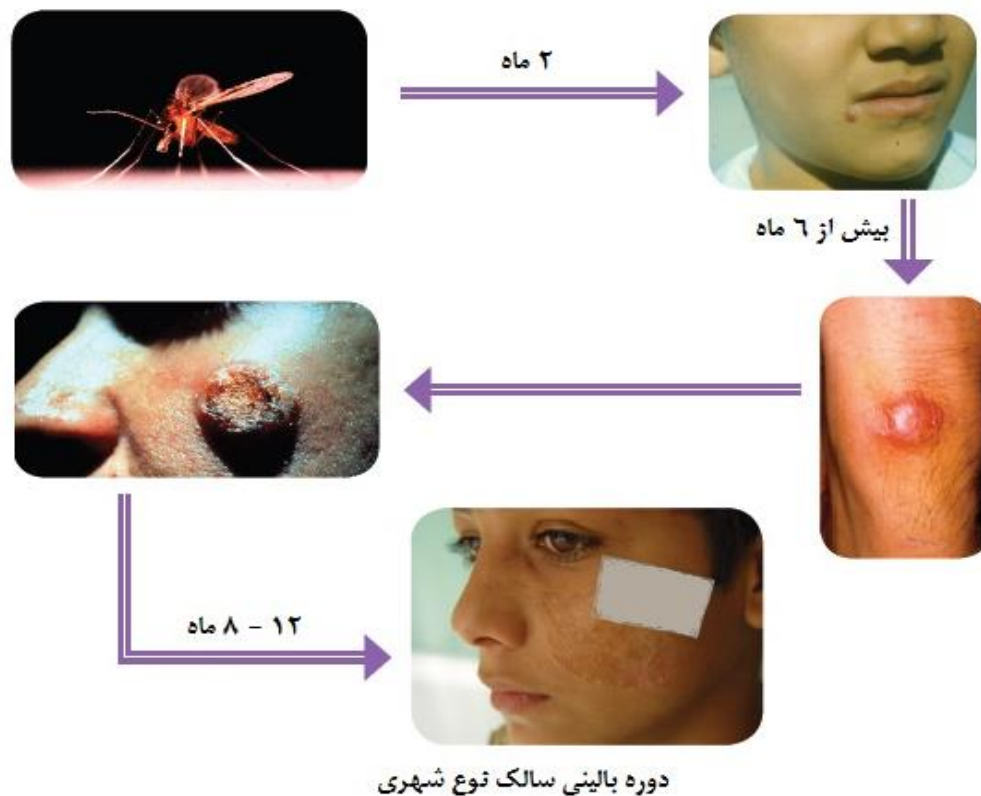 ۲ ماه
بیش از ٦ ماه
۱۲ - ۸ ماه
دوره بالینی سالک نوع شهری